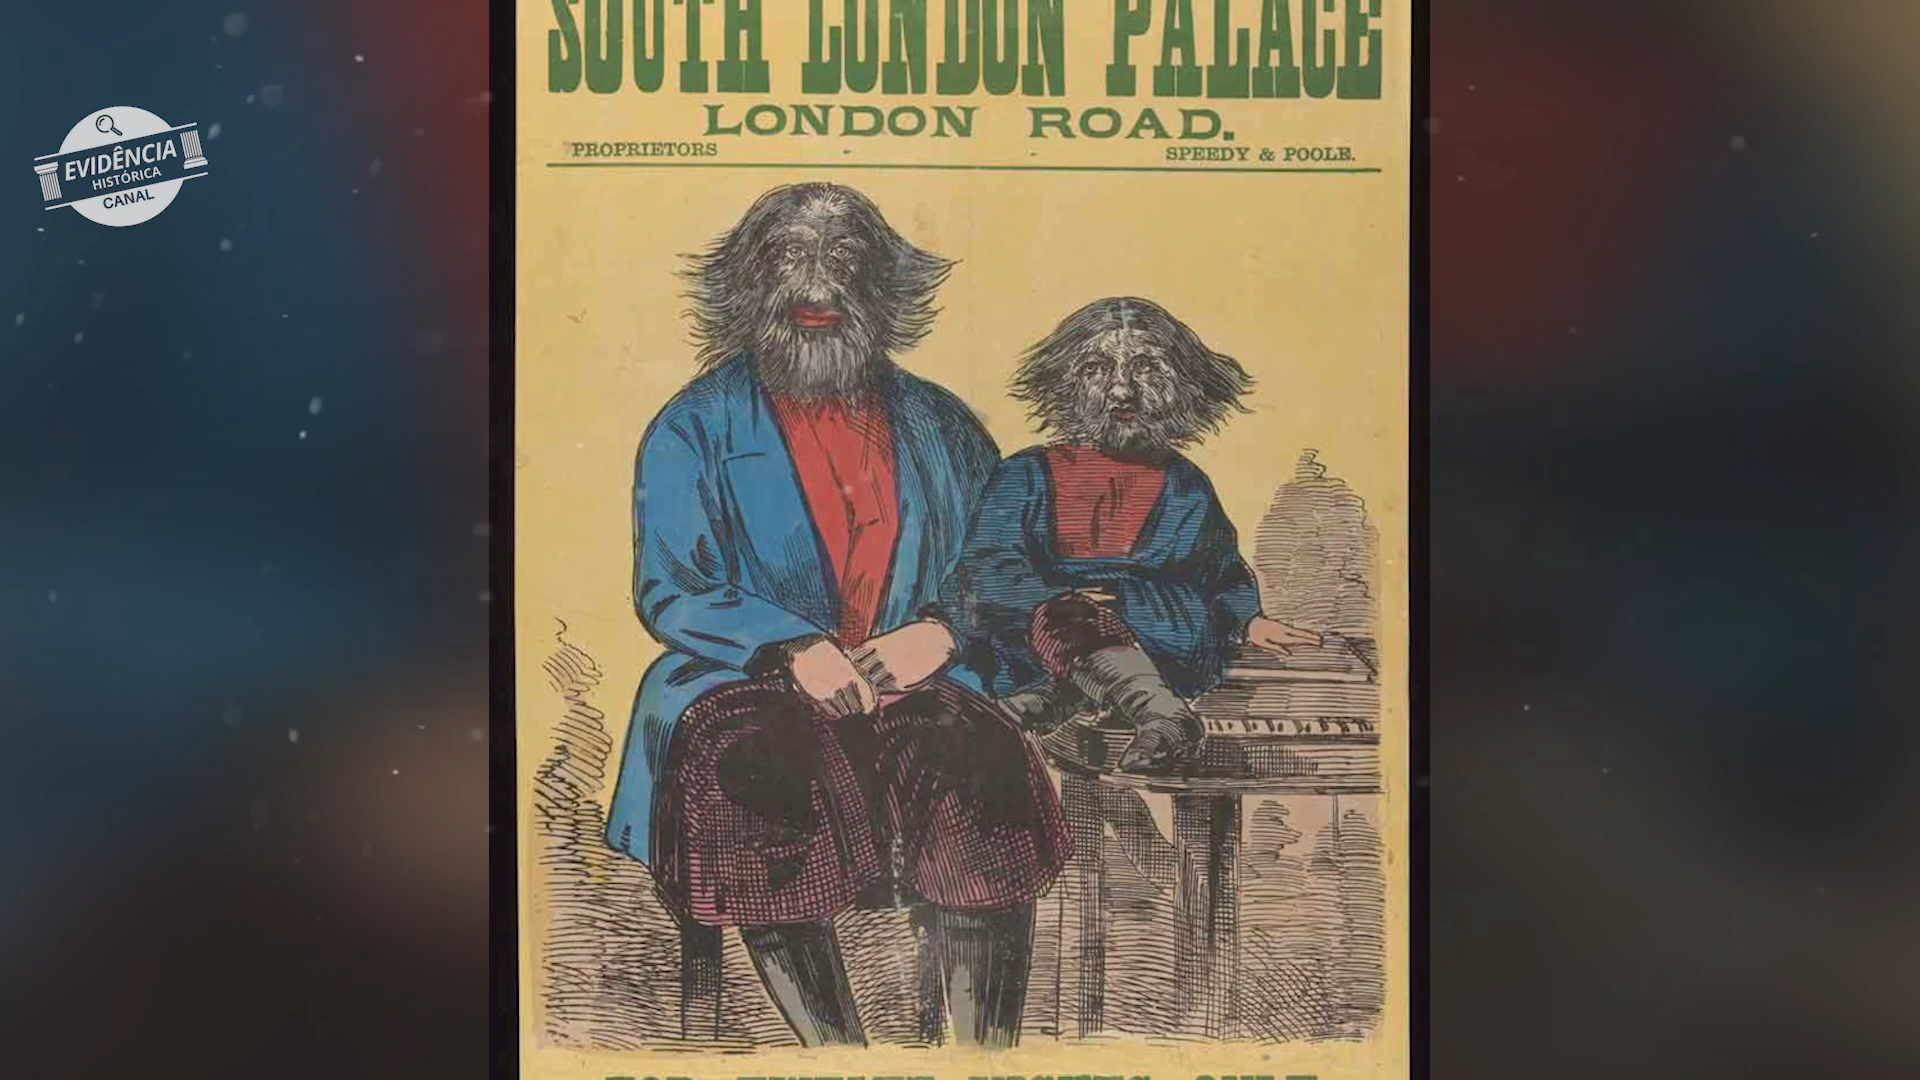 EVIDÊNCIA
HISTÓRICA
CANAL
SOUTH LONDON PALACE
LONDON ROAD.
PROPRIETORS - - SPEEDY & POOLE.